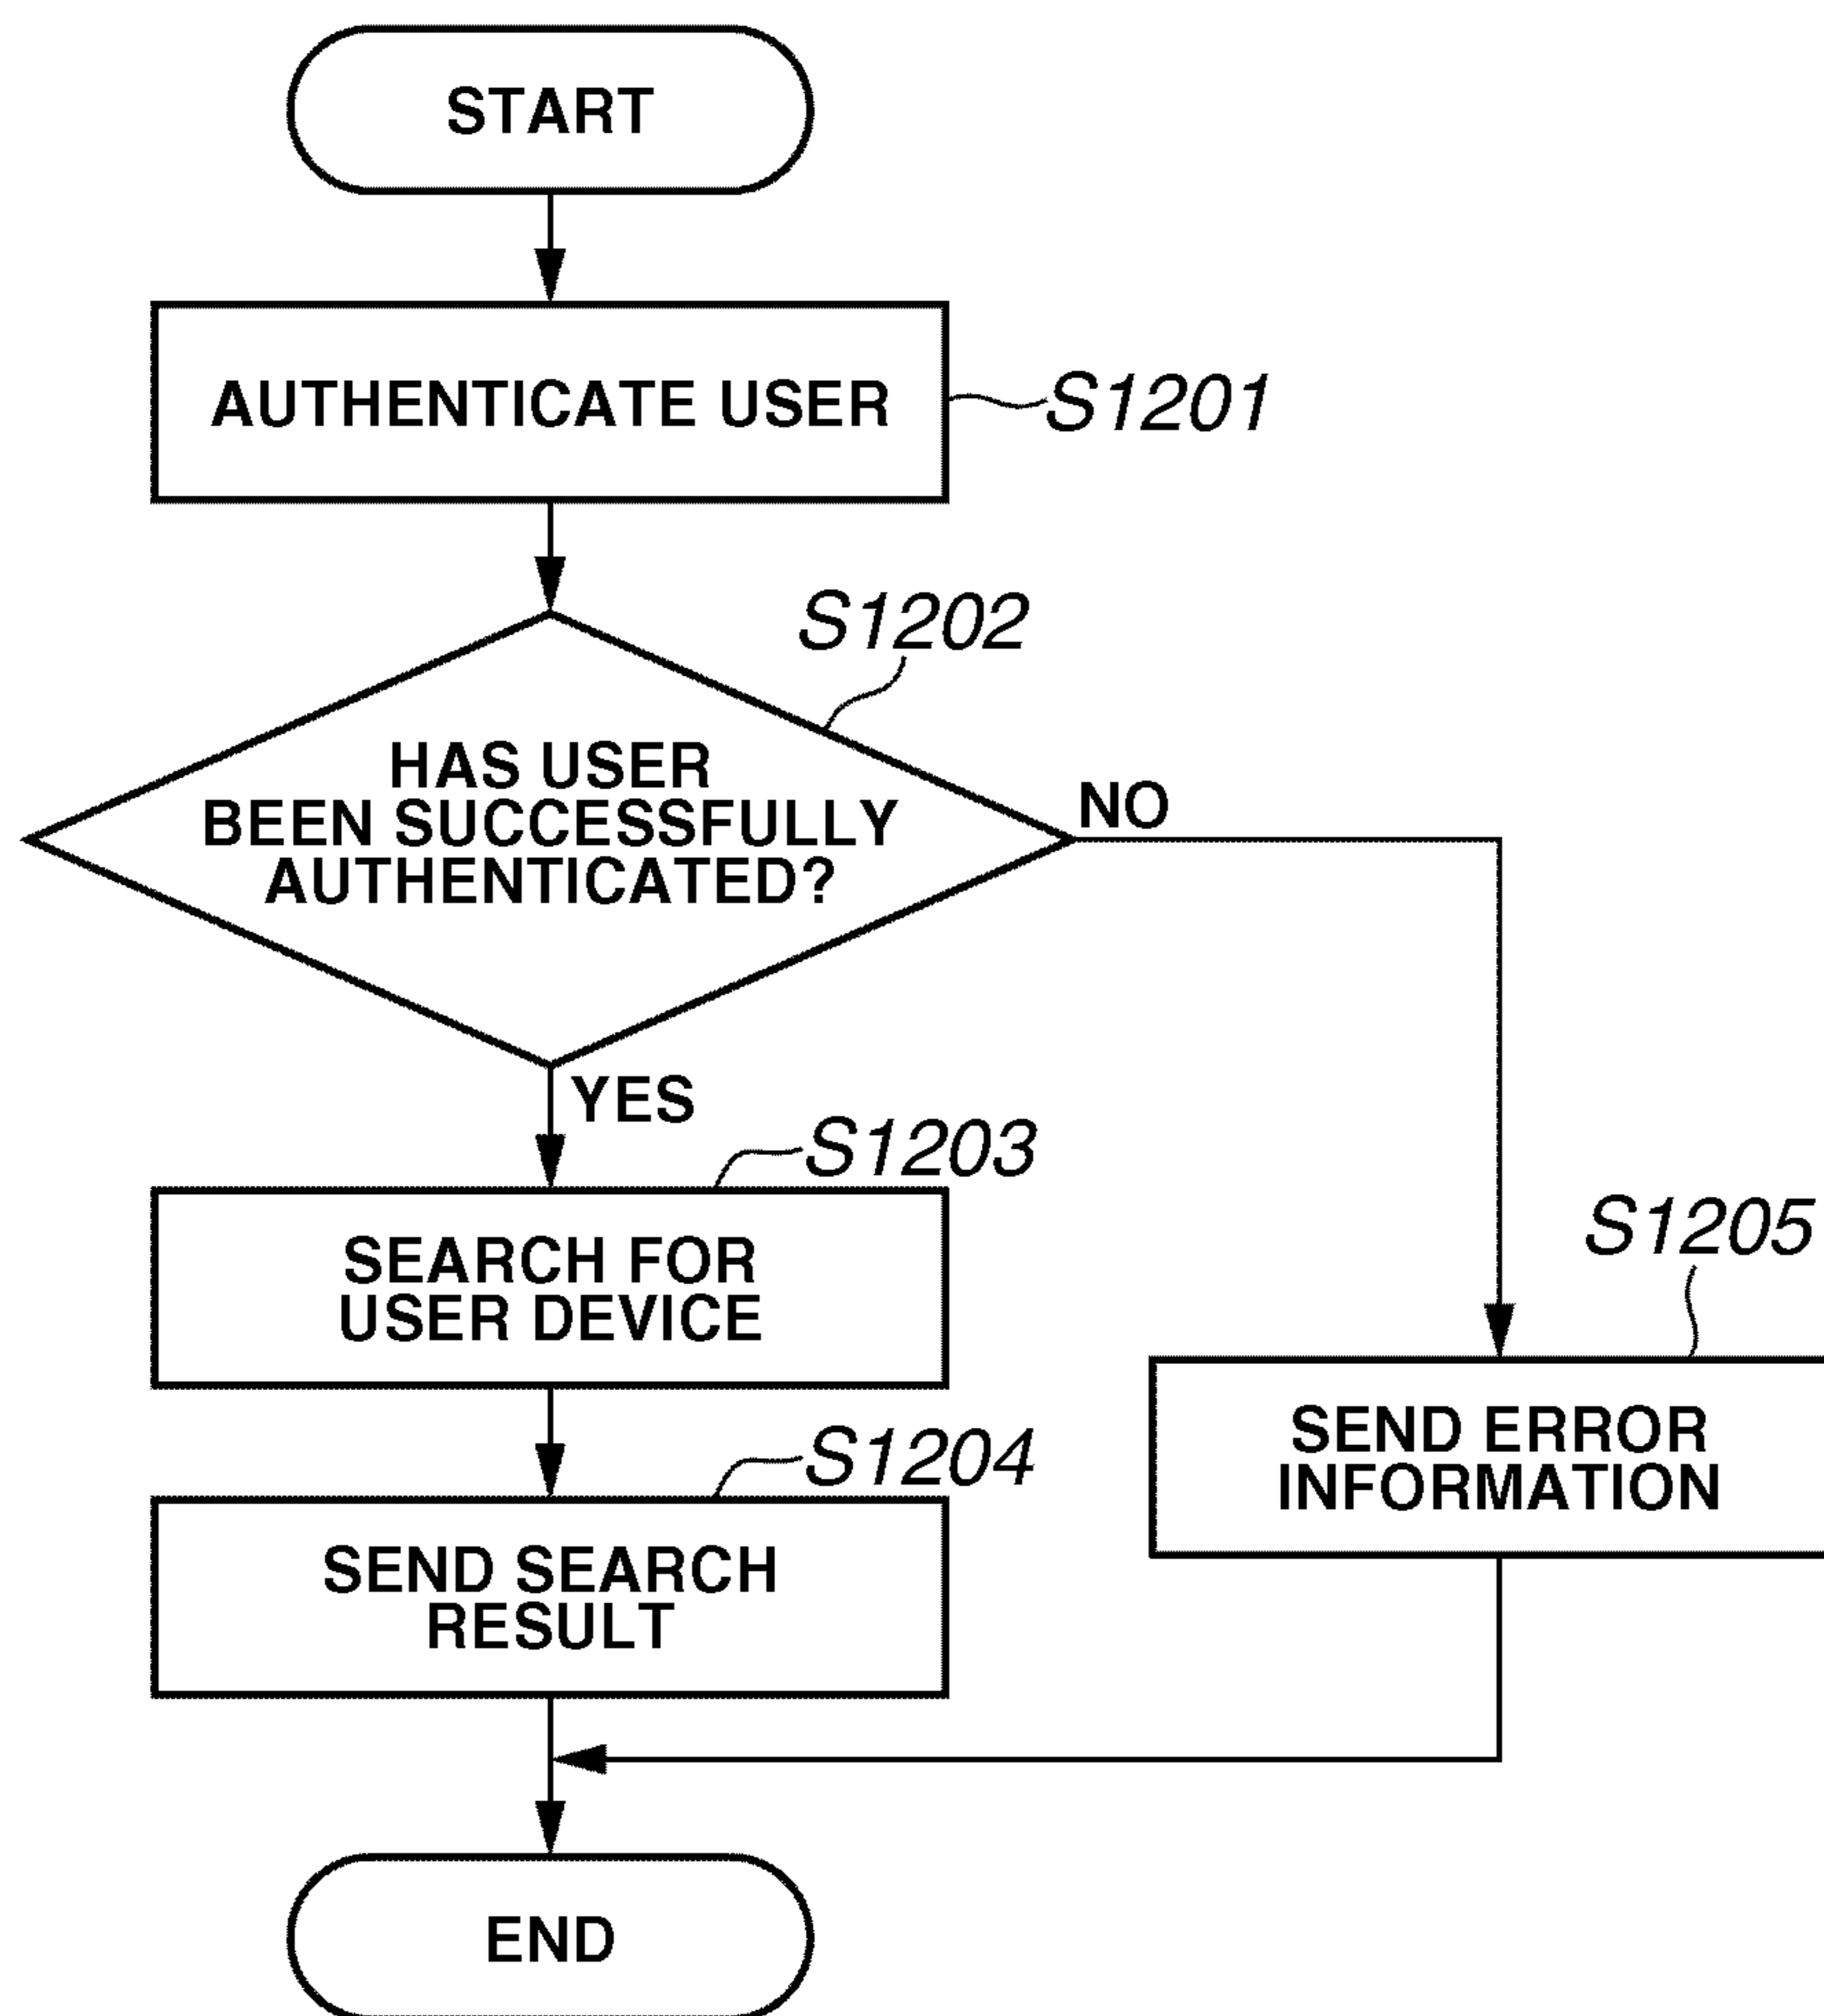 START
AUTHENTICATE USER
S1201
S1202
HAS USER
BEEN SUCCESSFULLY
AUTHENTICATED?
NO
YES
S1203
SEARCH FOR
USER DEVICE
S1205
SEND ERROR
INFORMATION
S1204
SEND SEARCH
RESULT
END